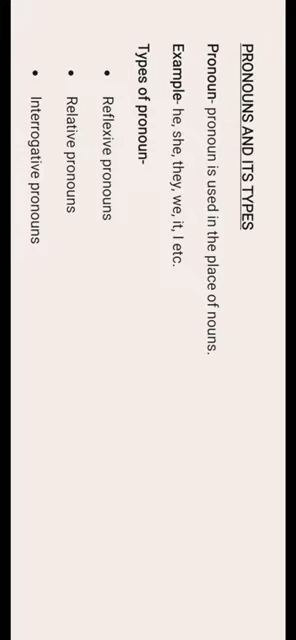 PRONOUNS AND ITS TYPES
Pronoun- pronoun is used in the place of nouns.
Example- he, she, they, we, it, I etc.
Types of pronoun-
• Reflexive pronouns
• Relative pronouns
• Interrogative pronouns